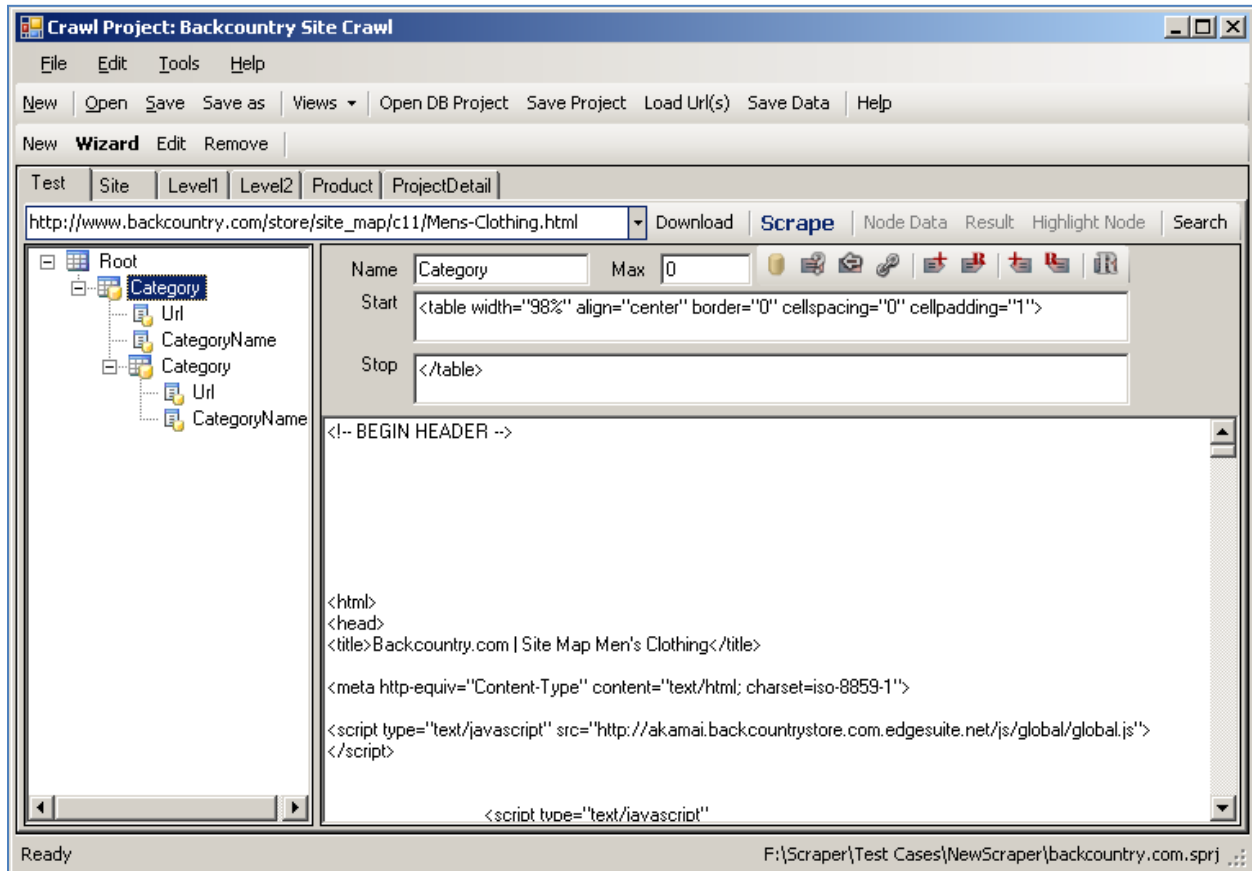 Crawl Project: Backcountry Site Crawl
File Edit Tools Help
New Open Save Save as Views Open DB Project Save Project Load Url(s) Save Data Help
New Wizard Edit Remove
Test Site Level1 Level2 Product ProjectDetail
http://www.backcountry.com/store/site_map/c11/Mens-Clothing.html Download Scrape Node Data Result Highlight Node Search
Root
Category
Url
CategoryName
Category
Url
CategoryName
Name Category Max 0
Start <table width="98%" align="center" border="0" cellspacing="0" cellpadding="1">
Stop </table>
<!-- BEGIN HEADER -->
<html>
<head>
<title>Backcountry.com | Site Map Men's Clothing</title>
<meta http-equiv="Content-Type" content="text/html; charset=iso-8859-1">
<script type="text/javascript" src="http://akamai.backcountrystore.com.edgesuite.net/js/global/global.js">
</script>
<script type="text/javascript"
Ready F:\Scraper\Test Cases\NewScraper\backcountry.com.sprj